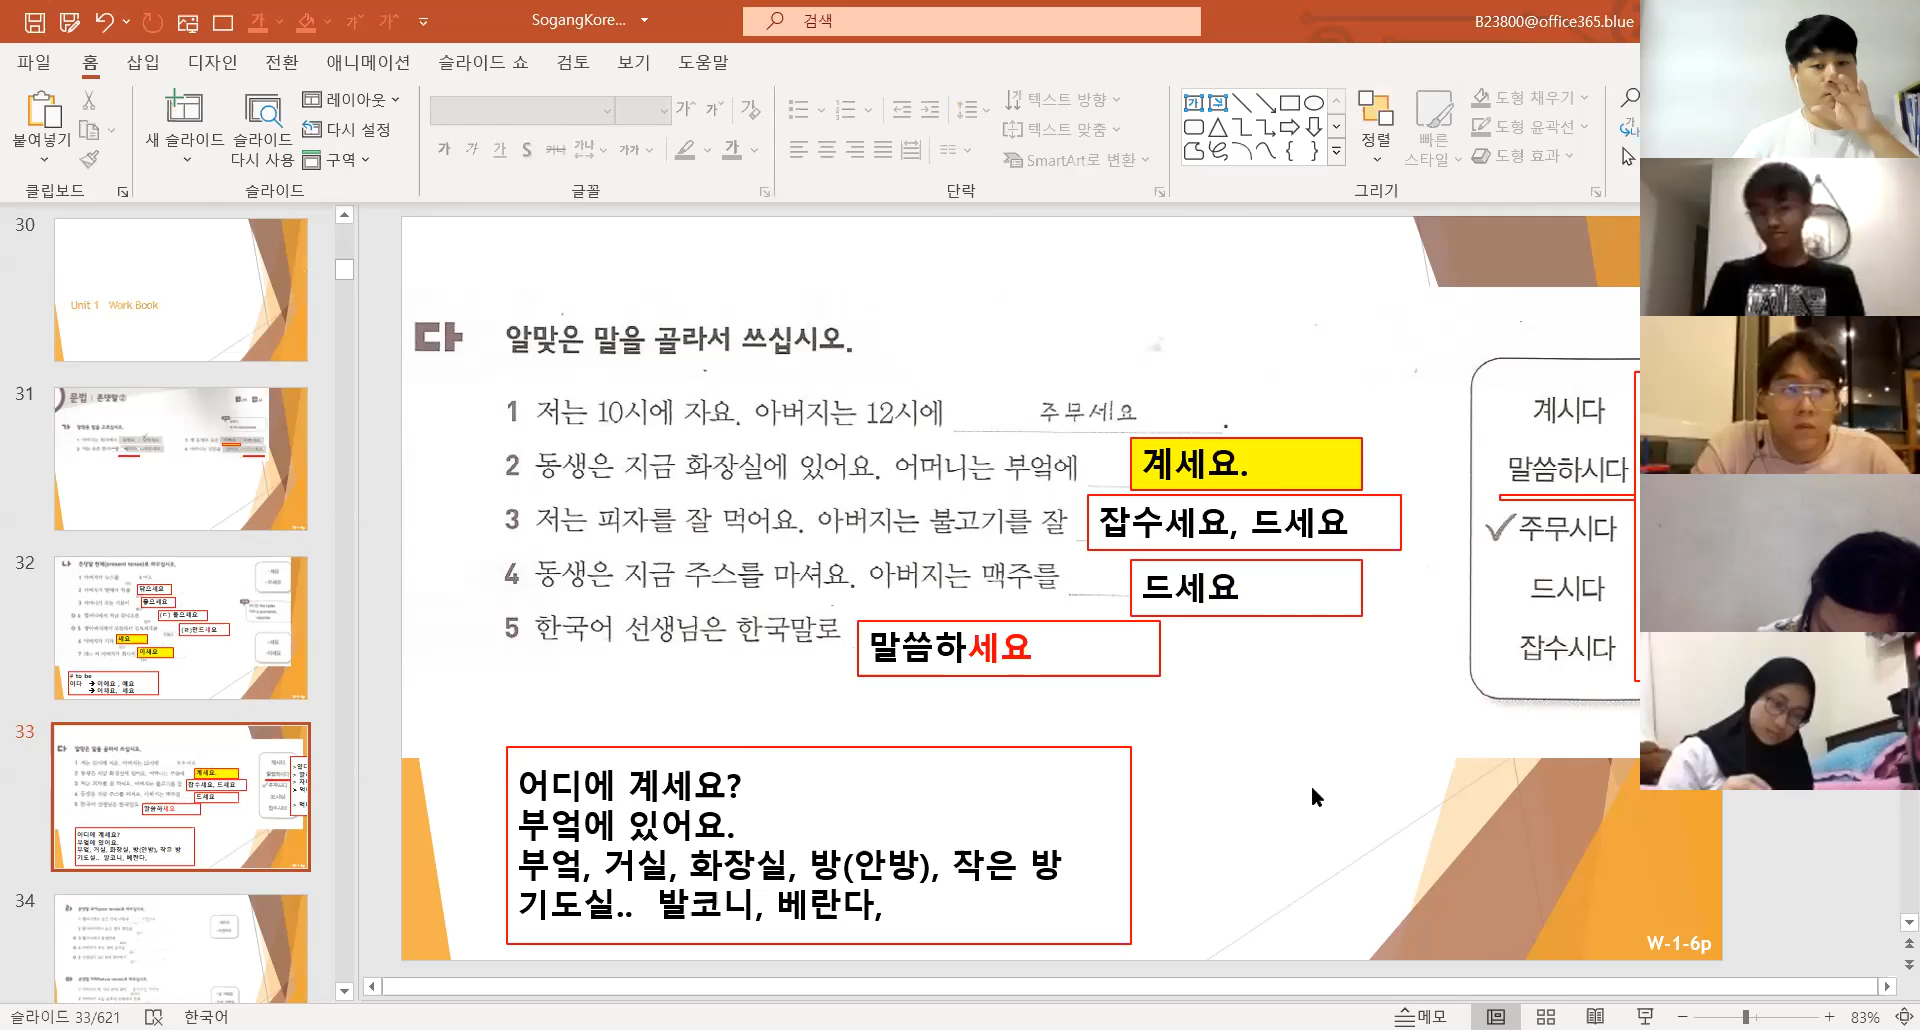 SogangKore...
검색
B23800@office365.blue
파일 홈 삽입 디자인 전환 애니메이션 슬라이드 쇼 검토 보기 도움말
붙여넣기
클립보드
새 슬라이드
슬라이드 다시 사용
레이아웃
다시 설정
구역
슬라이드
가 가 가 S 가나 가나 가가 가
글꼴
텍스트 방향
텍스트 맞춤
SmartArt로 변환
단락
정렬
빠른 스타일
도형 채우기
도형 윤곽선
도형 효과
그리기
30
Unit 1 Work Book
31
32
33
34
다 알맞은 말을 골라서 쓰십시오.
1 저는 10시에 자요. 아버지는 12시에 주무세요.
2 동생은 지금 화장실에 있어요. 어머니는 부엌에 계세요.
3 저는 피자를 잘 먹어요. 아버지는 불고기를 잘 잡수세요, 드세요
4 동생은 지금 주스를 마셔요. 아버지는 맥주를 드세요
5 한국어 선생님은 한국말로 말씀하세요
계시다
말씀하시다
주무시다
드시다
잡수시다
어디에 계세요?
부엌에 있어요.
부엌, 거실, 화장실, 방(안방), 작은 방
기도실.. 발코니, 베란다,
W-1-6p
슬라이드 33/621
한국어
메모
83%